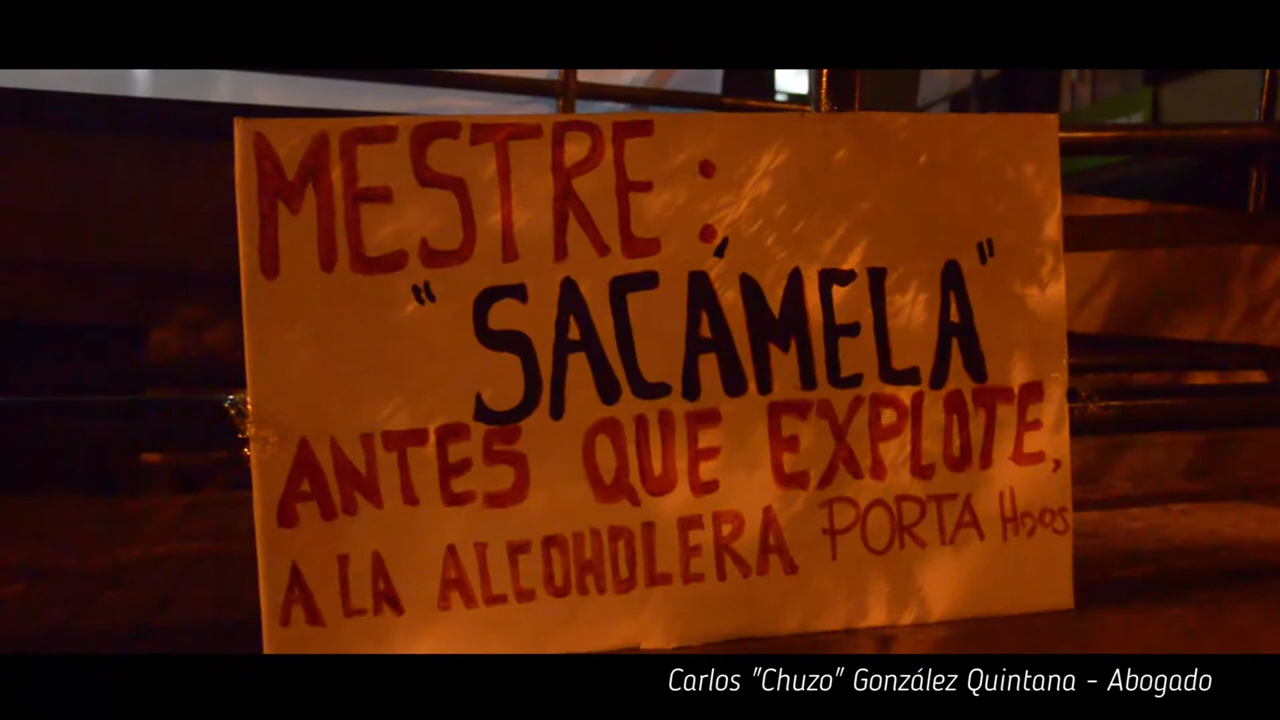 MESTRE:
"SACÁMELA"
ANTES QUE EXPLOTE,
A LA ALCOHOLERA PORTA Hnos
Carlos "Chuzo" González Quintana - Abogado